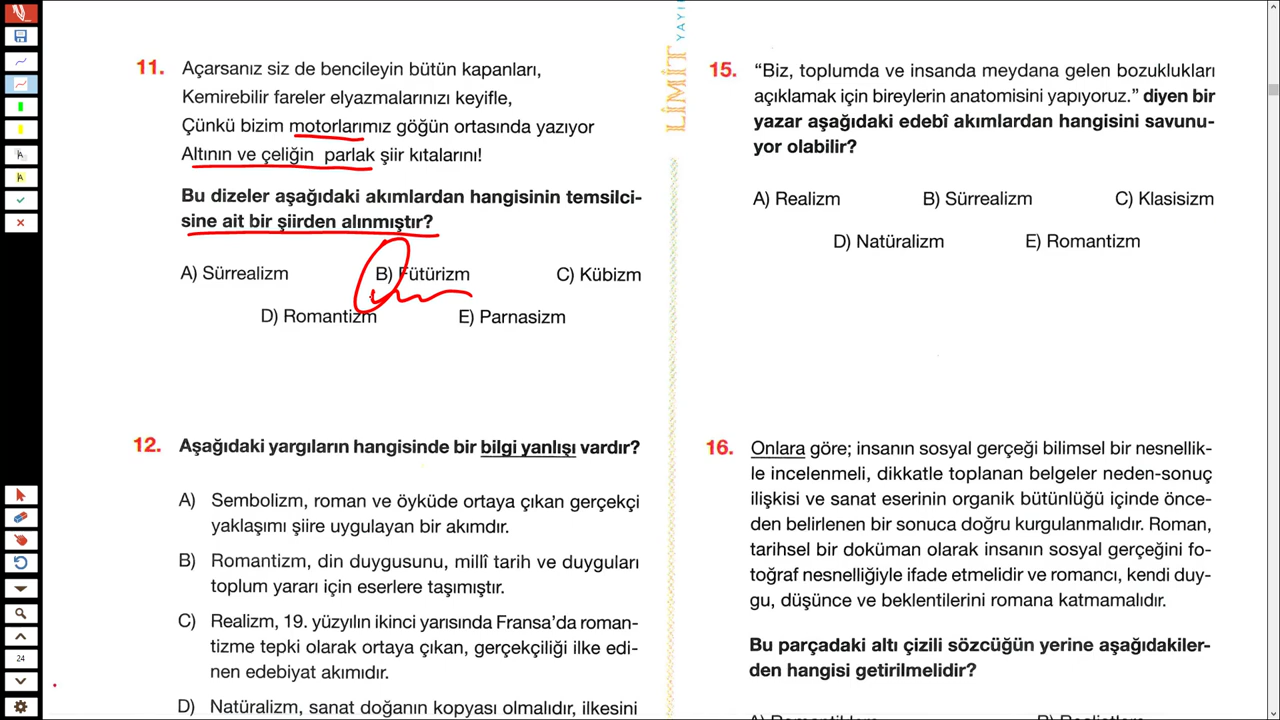 11. Açarsanız siz de bencileyin bütün kapanları,
Kemirebilir fareler elyazmalarınızı keyifle,
Çünkü bizim motorlarımız göğün ortasında yazıyor
Altının ve çeliğin parlak şiir kıtalarını!
Bu dizeler aşağıdaki akımlardan hangisinin temsilci-
sine ait bir şiirden alınmıştır?
A) Sürrealizm B) Fütürizm C) Kübizm
D) Romantizm E) Parnasizm
12. Aşağıdaki yargıların hangisinde bir bilgi yanlışı vardır?
A) Sembolizm, roman ve öyküde ortaya çıkan gerçekçi
yaklaşımı şiire uygulayan bir akımdır.
B) Romantizm, din duygusunu, millî tarih ve duyguları
toplum yararı için eserlere taşımıştır.
C) Realizm, 19. yüzyılın ikinci yarısında Fransa’da roman-
tizme tepki olarak ortaya çıkan, gerçekçiliği ilke edi-
nen edebiyat akımıdır.
D) Natüralizm, sanat doğanın kopyası olmalıdır, ilkesini
LİMİT YAYI
15. “Biz, toplumda ve insanda meydana gelen bozuklukları
açıklamak için bireylerin anatomisini yapıyoruz.” diyen bir
yazar aşağıdaki edebî akımlardan hangisini savunu-
yor olabilir?
A) Realizm B) Sürrealizm C) Klasisizm
D) Natüralizm E) Romantizm
16. Onlara göre; insanın sosyal gerçeği bilimsel bir nesnellik-
le incelenmeli, dikkatle toplanan belgeler neden-sonuç
ilişkisi ve sanat eserinin organik bütünlüğü içinde önce-
den belirlenen bir sonuca doğru kurgulanmalıdır. Roman,
tarihsel bir doküman olarak insanın sosyal gerçeğini fo-
toğraf nesnelliğiyle ifade etmelidir ve romancı, kendi duy-
gu, düşünce ve beklentilerini romana katmamalıdır.
Bu parçadaki altı çizili sözcüğün yerine aşağıdakiler-
den hangisi getirilmelidir?
A) Romantiklere B) Realistlere
24